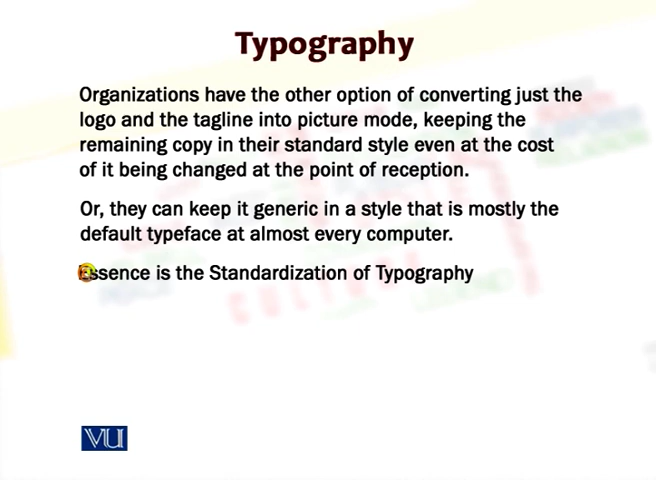 Typography
Organizations have the other option of converting just the
logo and the tagline into picture mode, keeping the
remaining copy in their standard style even at the cost
of it being changed at the point of reception.
Or, they can keep it generic in a style that is mostly the
default typeface at almost every computer.
Essence is the Standardization of Typography
VU